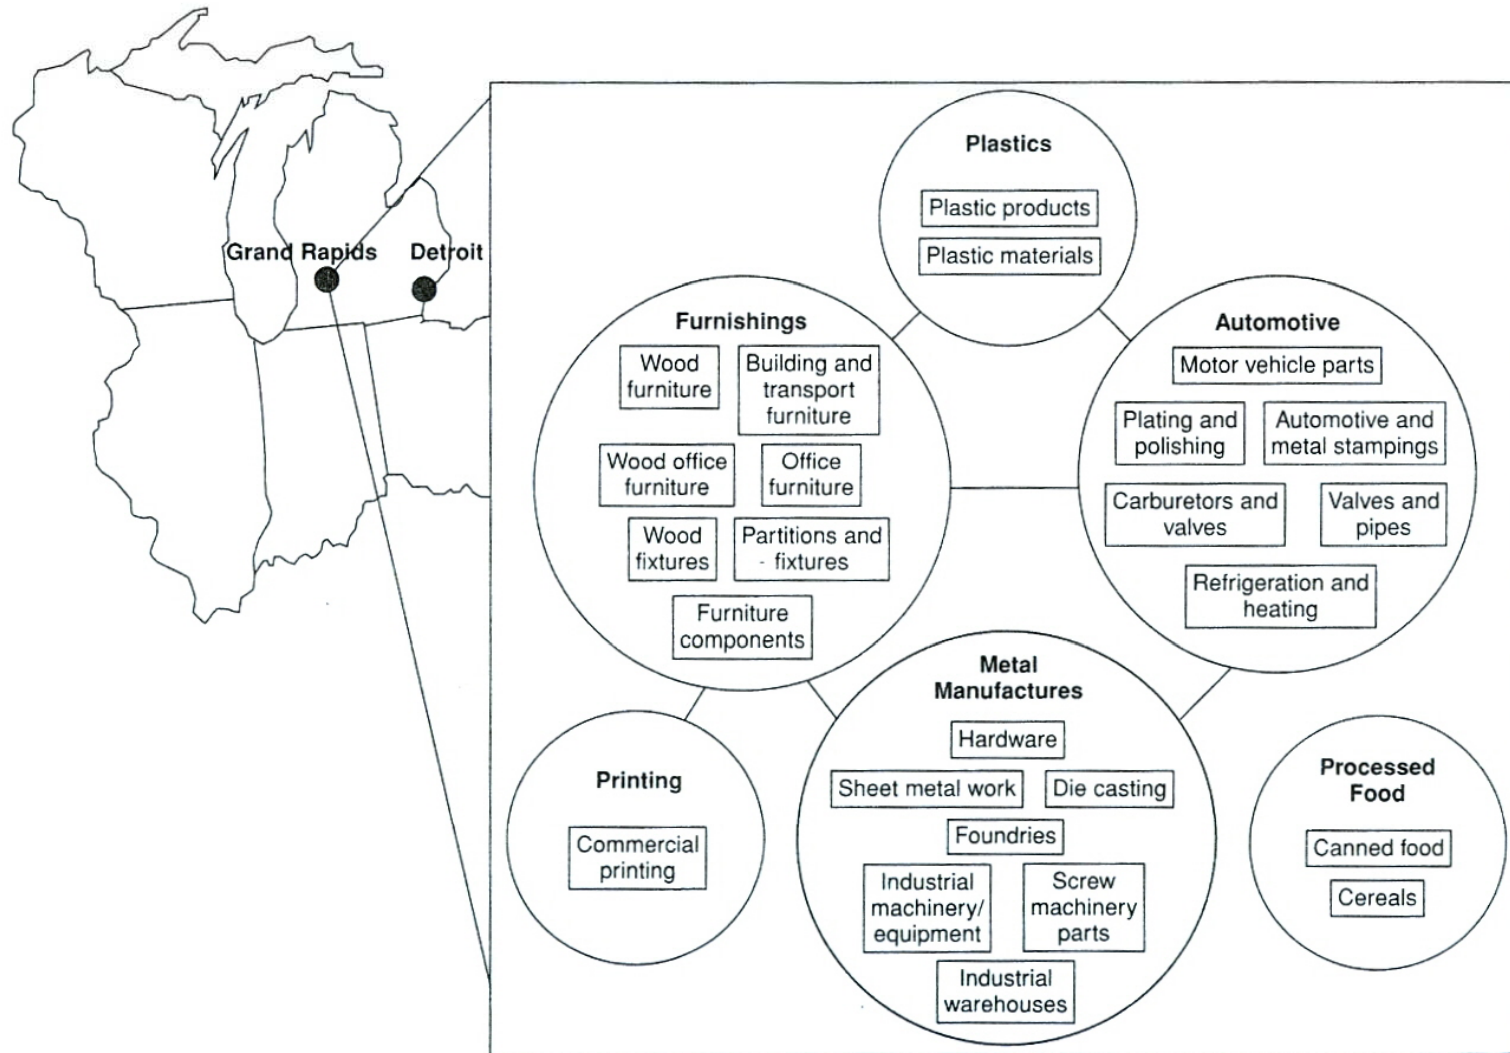 Grand Rapids
Detroit
Plastics
Plastic products
Plastic materials
Furnishings
Wood
furniture
Building and
transport
furniture
Wood office
furniture
Office
furniture
Wood
fixtures
Partitions and
fixtures
Furniture
components
Automotive
Motor vehicle parts
Plating and
polishing
Automotive and
metal stampings
Carburetors and
valves
Valves and
pipes
Refrigeration and
heating
Metal
Manufactures
Hardware
Sheet metal work
Die casting
Foundries
Industrial
machinery/
equipment
Screw
machinery
parts
Industrial
warehouses
Printing
Commercial
printing
Processed
Food
Canned food
Cereals